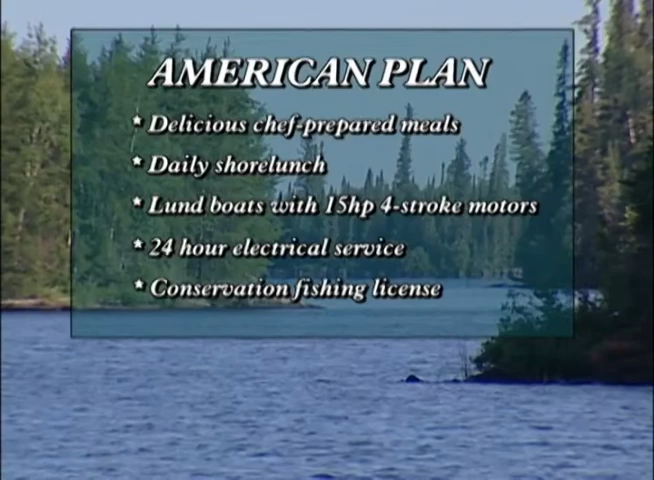 AMERICAN PLAN
* Delicious chef-prepared meals
* Daily shorelunch
* Lund boats with 15hp 4-stroke motors
* 24 hour electrical service
* Conservation fishing license